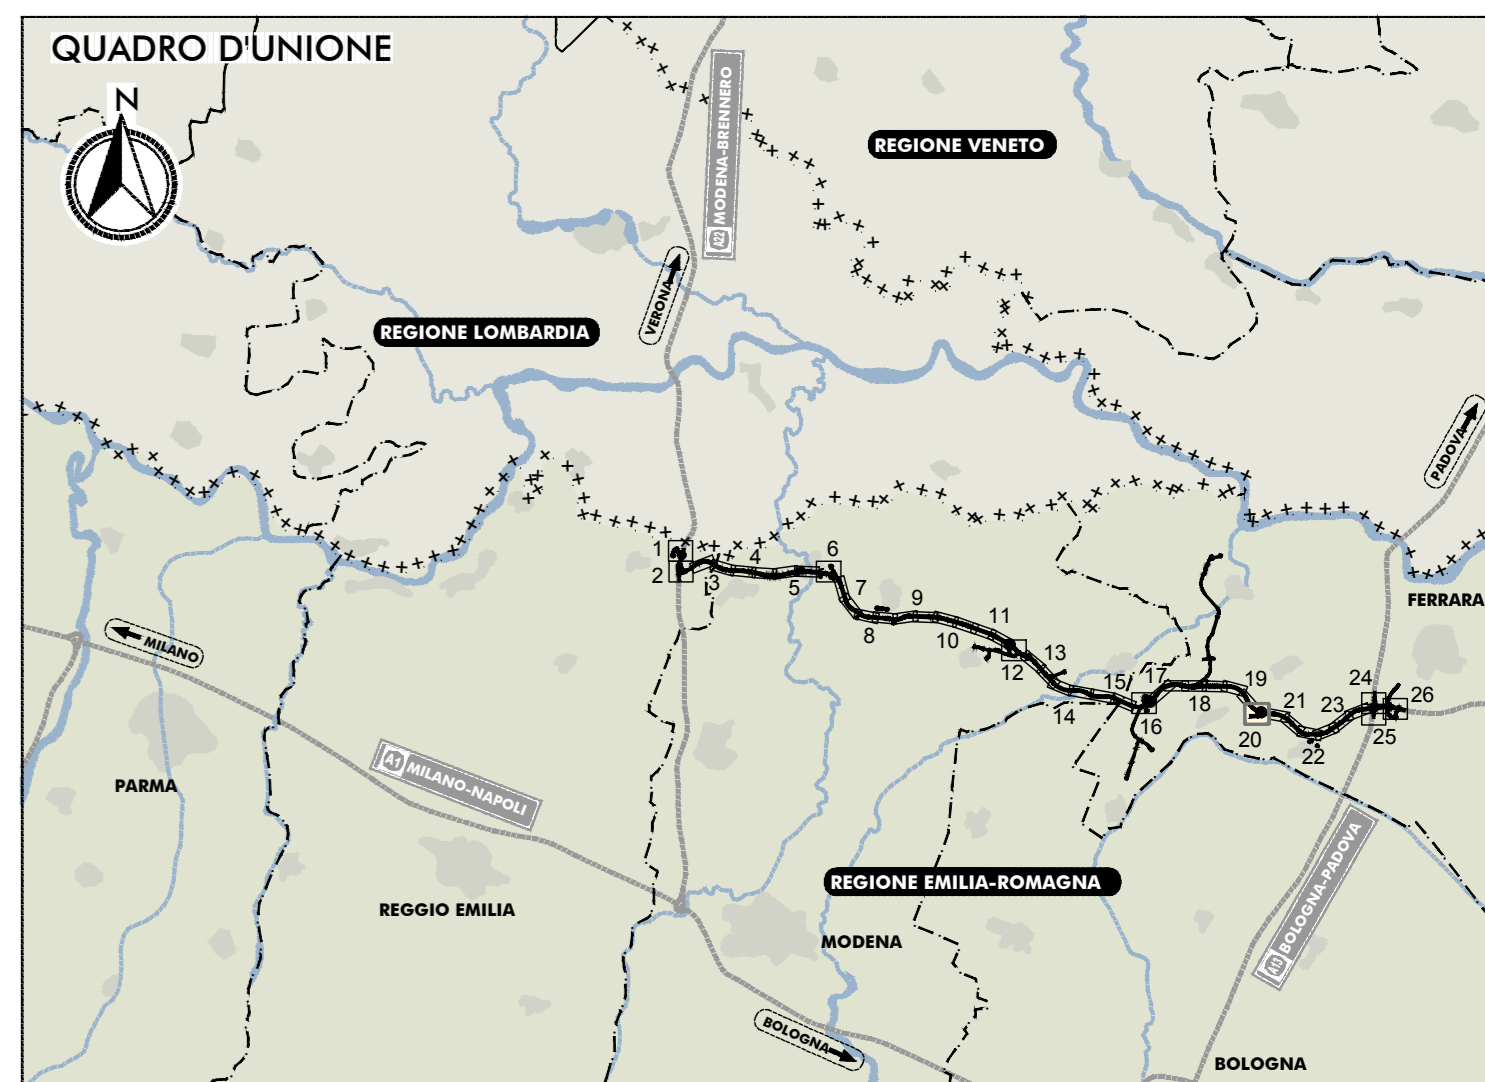 QUADRO D'UNIONE
N
A22 MODENA-BRENNERO
REGIONE VENETO
VERONA
REGIONE LOMBARDIA
PADOVA
1
2
3
4
5
6
7
8
9
10
11
12
13
14
15
16
17
18
19
20
21
22
23
24
25
26
FERRARA
MILANO
A1 MILANO-NAPOLI
PARMA
REGGIO EMILIA
REGIONE EMILIA-ROMAGNA
MODENA
A13 BOLOGNA-PADOVA
BOLOGNA
BOLOGNA